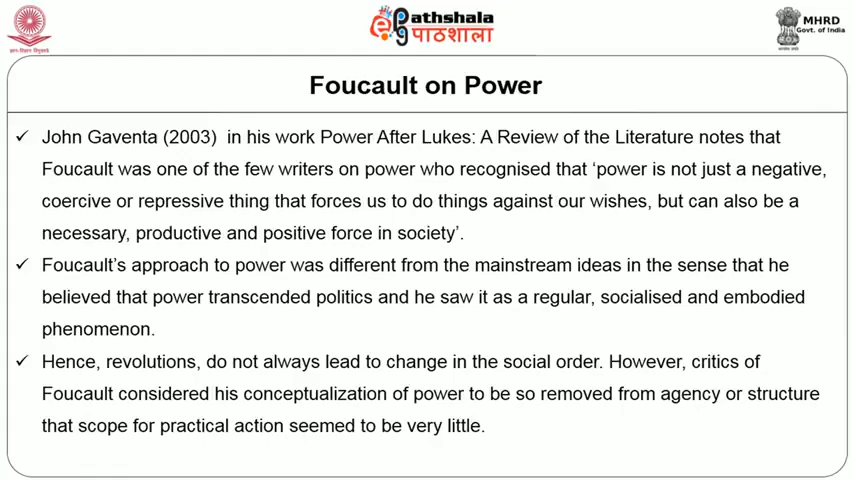 ePathshala
पाठशाला
MHRD
Govt. of India
Foucault on Power
✓ John Gaventa (2003) in his work Power After Lukes: A Review of the Literature notes that
Foucault was one of the few writers on power who recognised that ‘power is not just a negative,
coercive or repressive thing that forces us to do things against our wishes, but can also be a
necessary, productive and positive force in society’.
✓ Foucault’s approach to power was different from the mainstream ideas in the sense that he
believed that power transcended politics and he saw it as a regular, socialised and embodied
phenomenon.
✓ Hence, revolutions, do not always lead to change in the social order. However, critics of
Foucault considered his conceptualization of power to be so removed from agency or structure
that scope for practical action seemed to be very little.